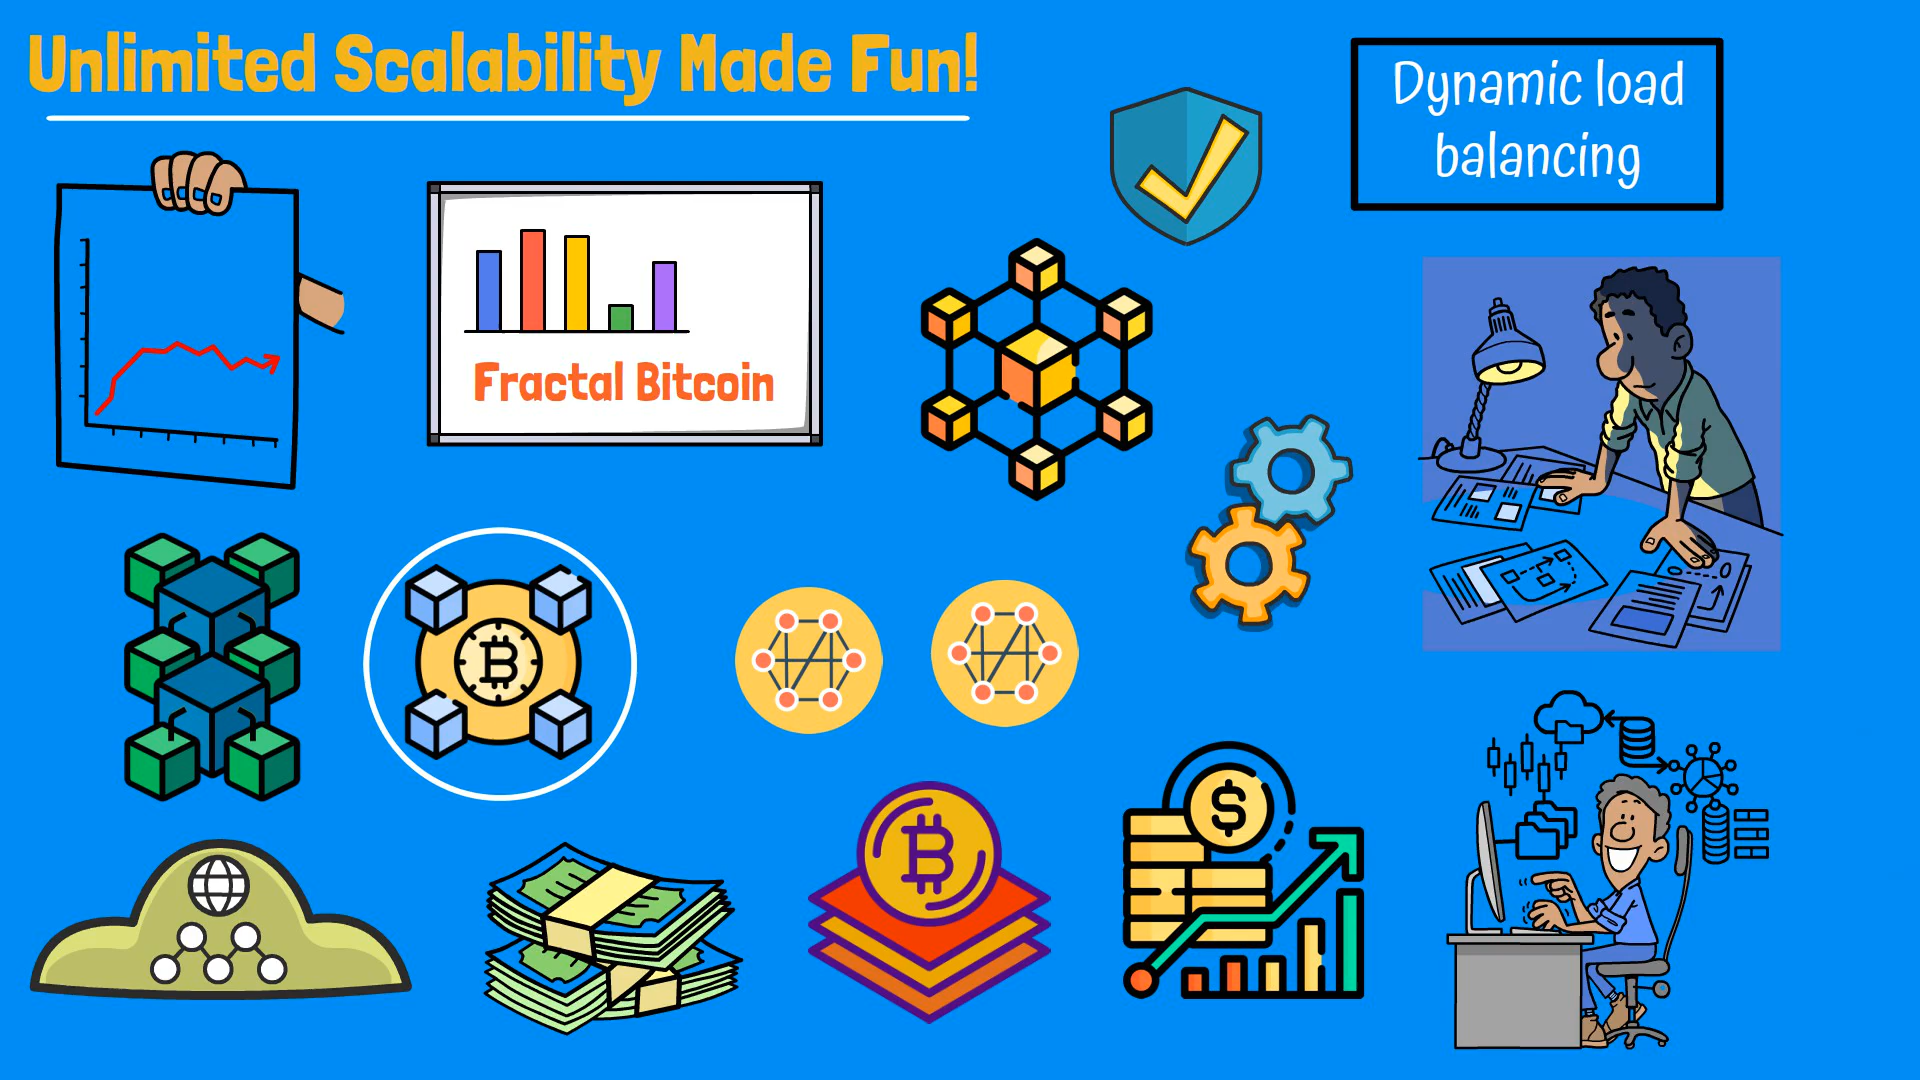 Unlimited Scalability Made Fun!
Dynamic load
balancing
Fractal Bitcoin